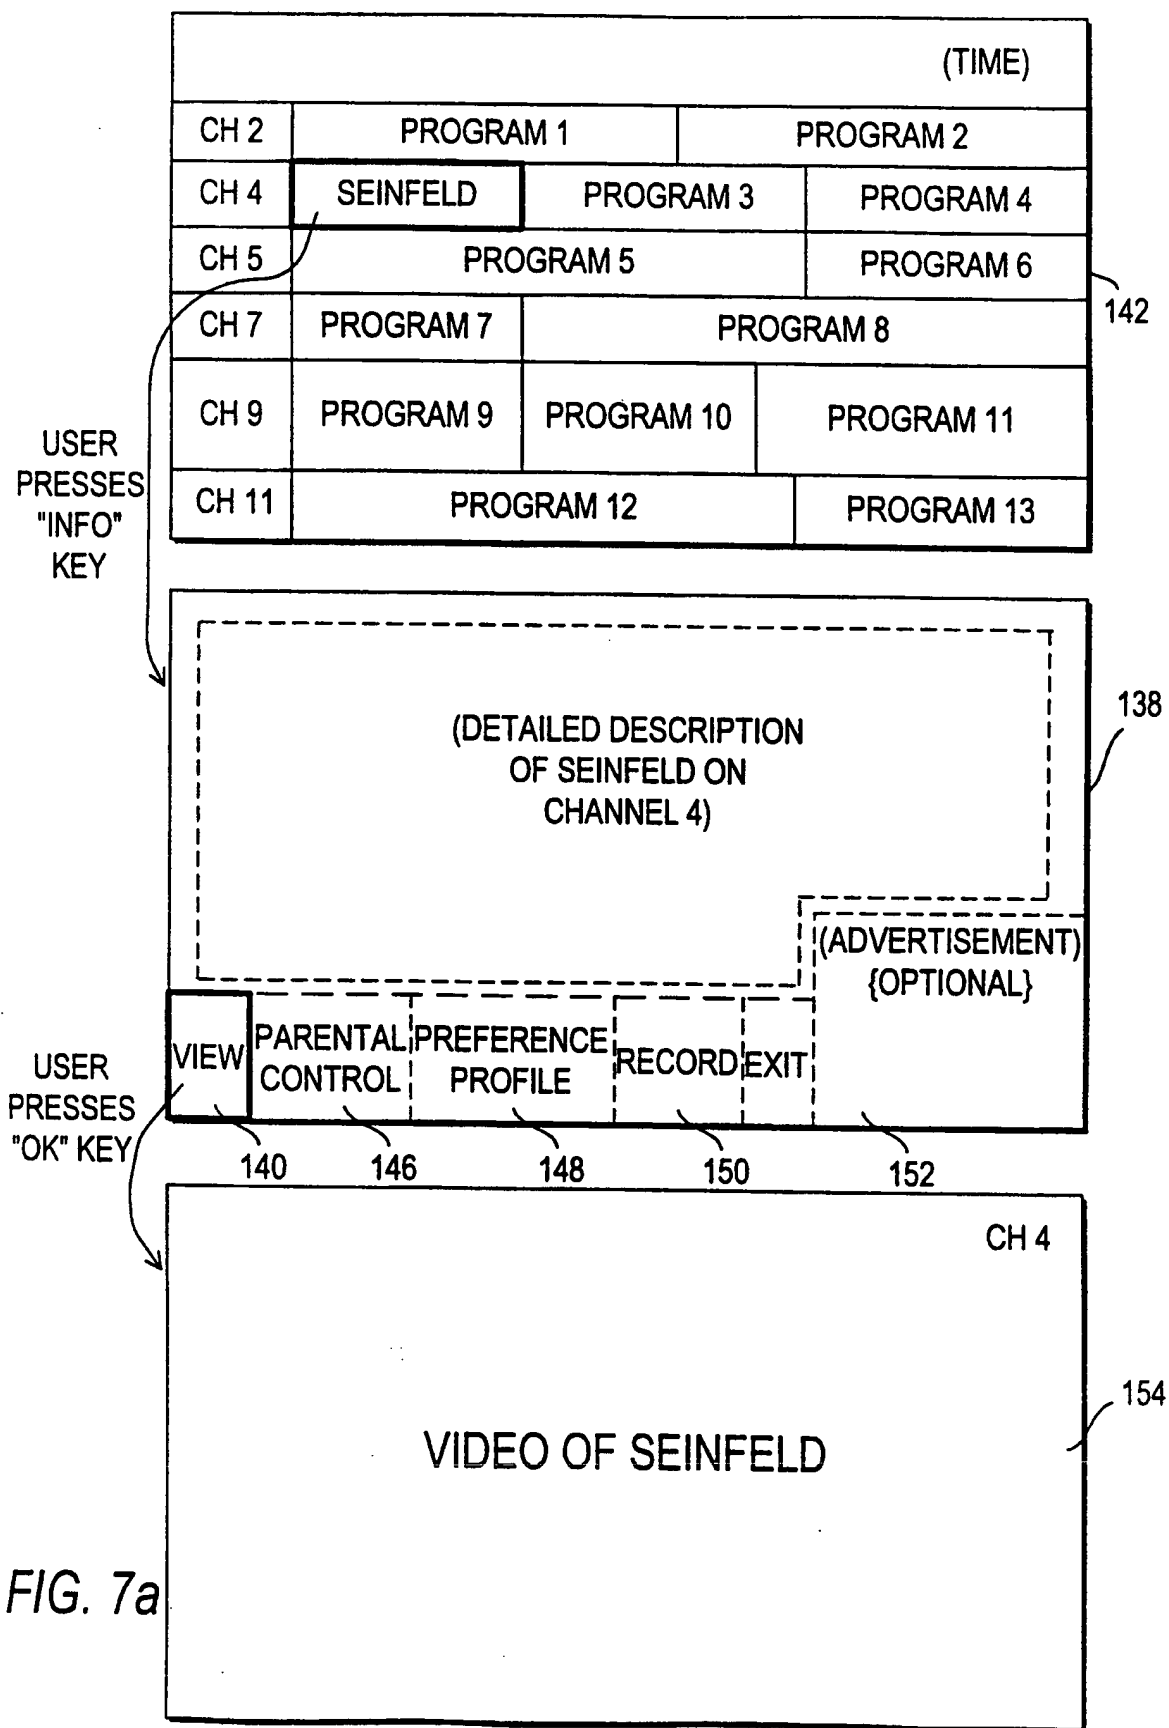 (TIME)
CH 2 PROGRAM 1 PROGRAM 2
CH 4 SEINFELD PROGRAM 3 PROGRAM 4
CH 5 PROGRAM 5 PROGRAM 6
142
CH 7 PROGRAM 7 PROGRAM 8
CH 9 PROGRAM 9 PROGRAM 10 PROGRAM 11
CH 11 PROGRAM 12 PROGRAM 13
USER
PRESSES
"INFO"
KEY
138
(DETAILED DESCRIPTION
OF SEINFELD ON
CHANNEL 4)
(ADVERTISEMENT)
{OPTIONAL}
VIEW
PARENTAL
CONTROL
PREFERENCE
PROFILE
RECORD
EXIT
USER
PRESSES
"OK" KEY
140 146 148 150 152
CH 4
154
VIDEO OF SEINFELD
FIG. 7a